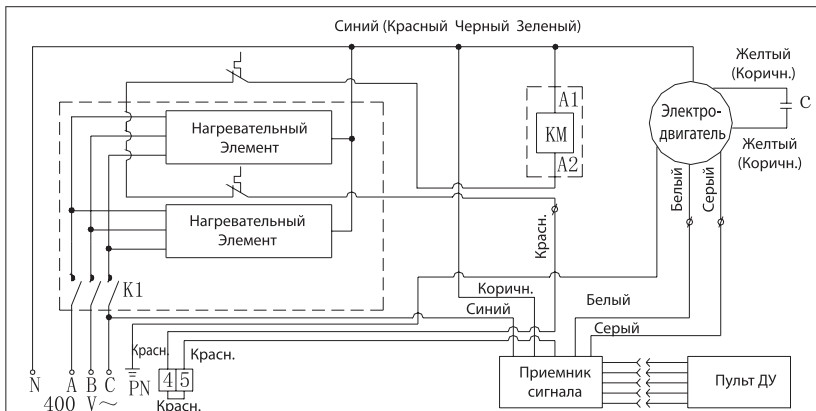 Синий (Красный Черный Зеленый)
Желтый
(Коричн.)
C
Электро-
двигатель
Желтый
(Коричн.)
A1
KM
A2
Нагревательный
Элемент
Нагревательный
Элемент
Белый
Серый
Красн.
K1
Коричн.
Синий
Белый
Серый
Красн.
Красн.
4 5
Красн.
N A B C PN
400 V~
Приемник
сигнала
Пульт ДУ